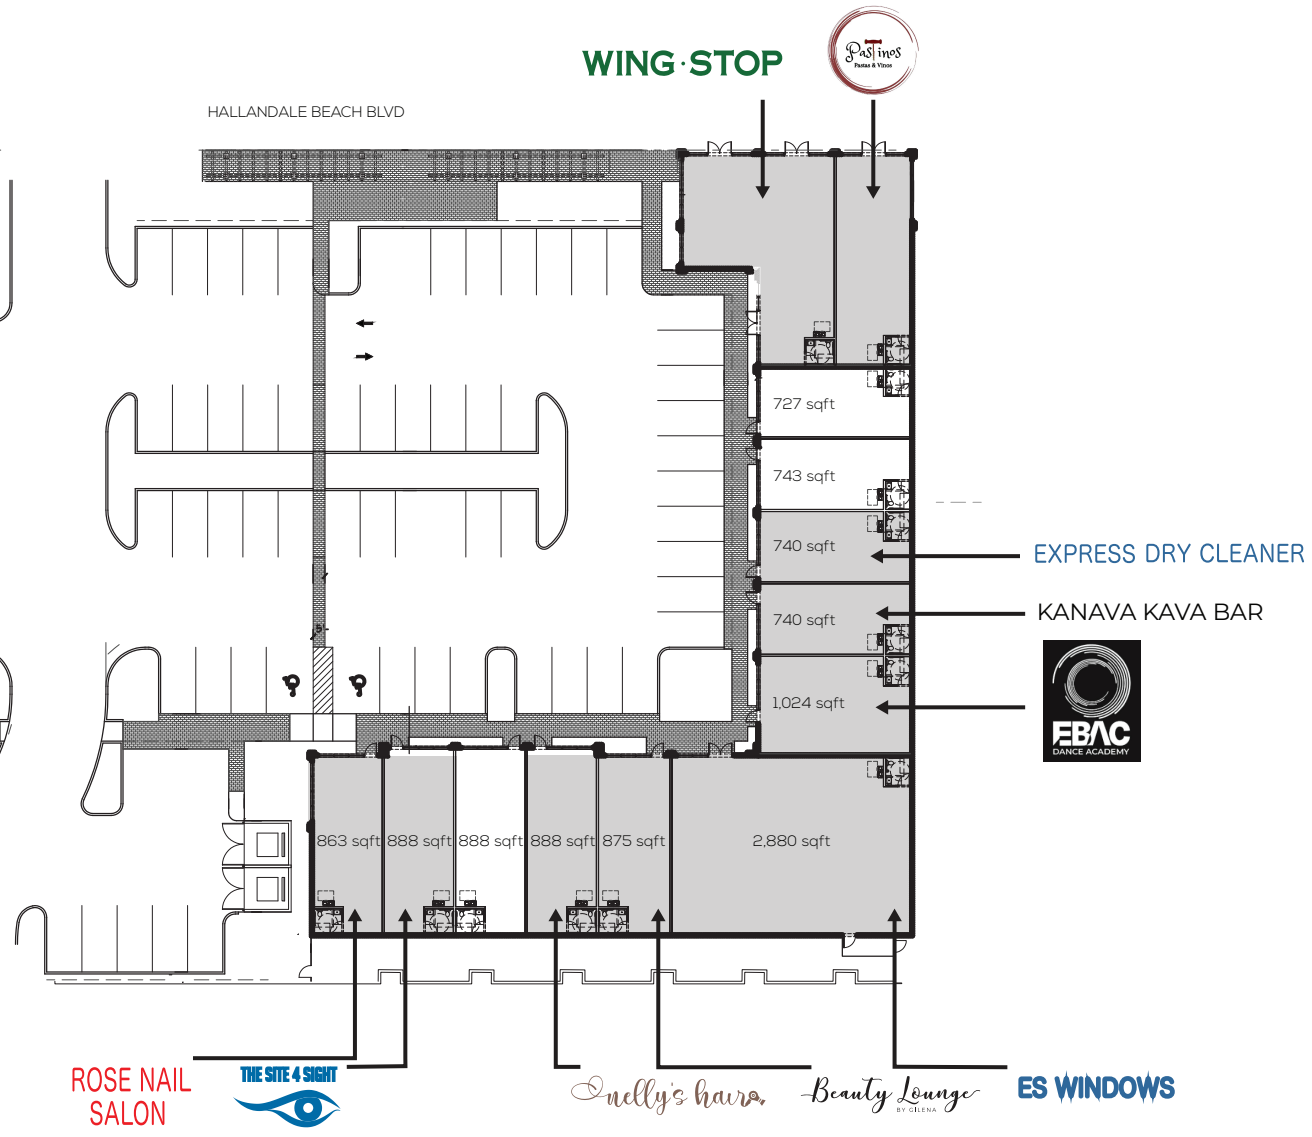 WING·STOP
Pastinos
Pastas & Vinos
HALLANDALE BEACH BLVD
727 sqft
743 sqft
740 sqft
EXPRESS DRY CLEANER
740 sqft
KANAVA KAVA BAR
1,024 sqft
EBAC
DANCE ACADEMY
863 sqft
888 sqft
888 sqft
888 sqft
875 sqft
2,880 sqft
ROSE NAIL
SALON
THE SITE 4 SIGHT
nelly's hair
Beauty Lounge
BY GILENA
ES WINDOWS